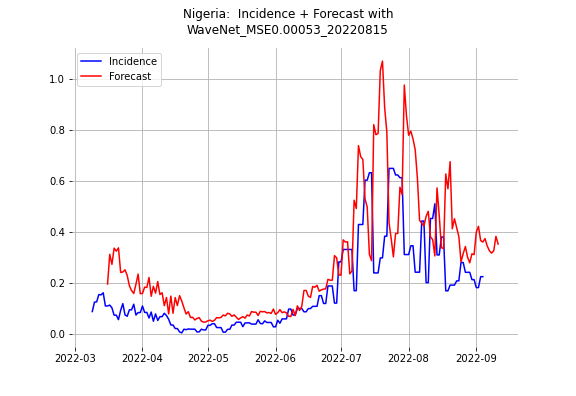 Nigeria:  Incidence + Forecast with
WaveNet_MSE0.00053_20220815
Incidence
Forecast
1.0
0.8
0.6
0.4
0.2
0.0
2022-03 2022-04 2022-05 2022-06 2022-07 2022-08 2022-09